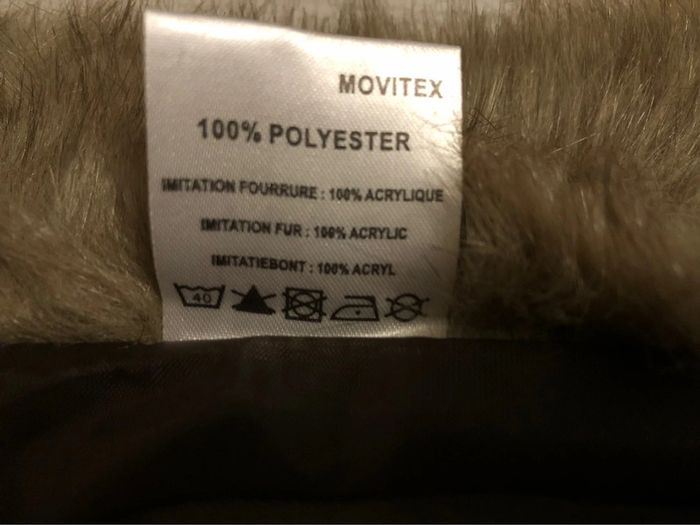 MOVITEX
100% POLYESTER
IMITATION FOURRURE : 100% ACRYLIQUE
IMITATION FUR : 100% ACRYLIC
IMITATIEBONT : 100% ACRYL
40